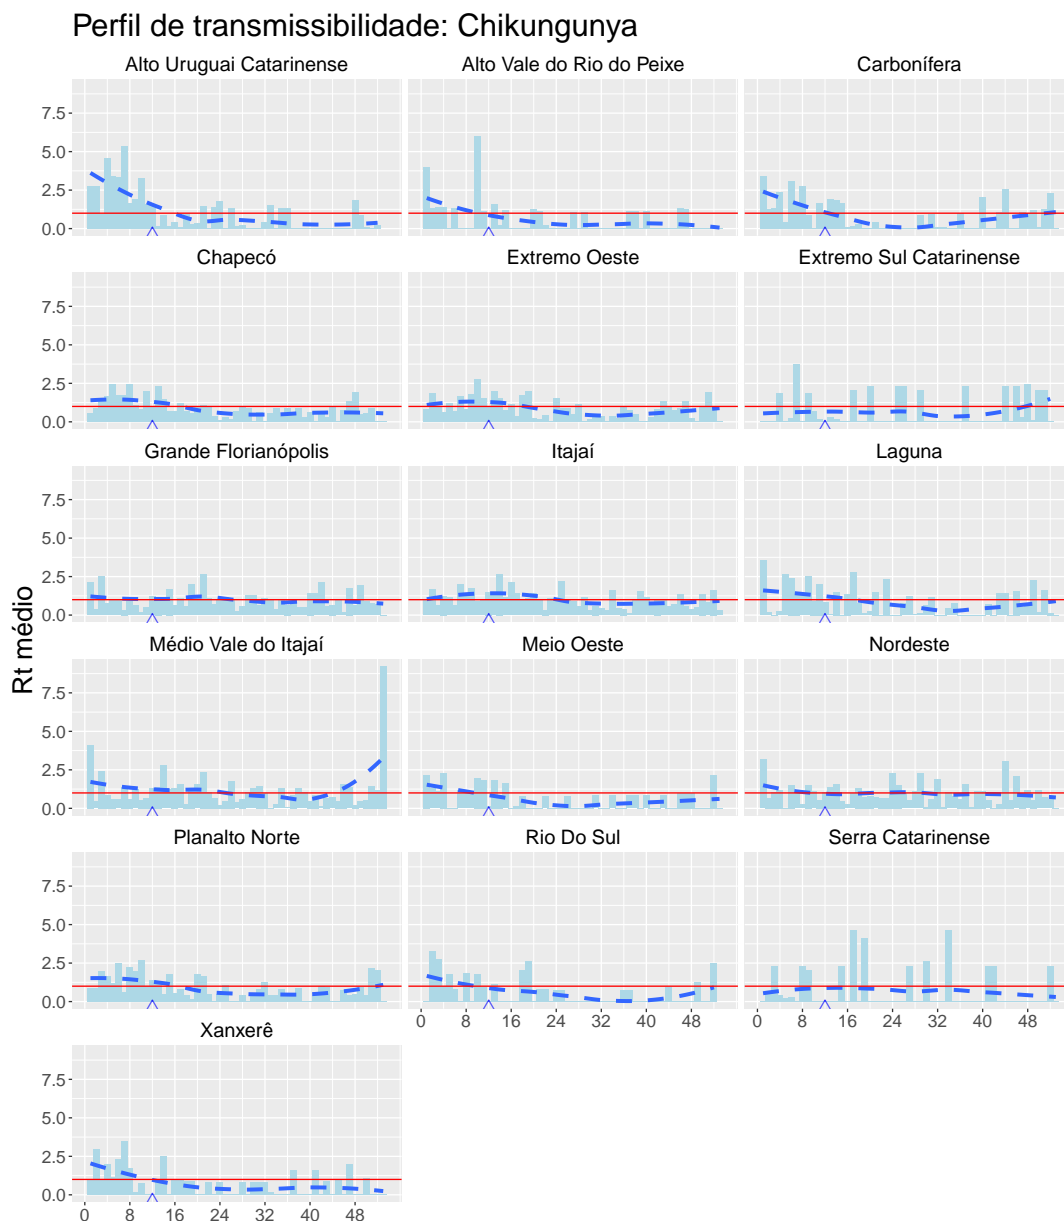 Perfil de transmissibilidade: Chikungunya
Alto Uruguai Catarinense
Alto Vale do Rio do Peixe
Carbonífera
7.5
5.0
2.5
0.0
Chapecó
Extremo Oeste
Extremo Sul Catarinense
7.5
5.0
2.5
0.0
Grande Florianópolis
Itajaí
Laguna
7.5
5.0
2.5
0.0
Rt médio
Médio Vale do Itajaí
Meio Oeste
Nordeste
7.5
5.0
2.5
0.0
Planalto Norte
Rio Do Sul
Serra Catarinense
7.5
5.0
2.5
0.0
0 8 16 24 32 40 48
0 8 16 24 32 40 48
Xanxerê
7.5
5.0
2.5
0.0
0 8 16 24 32 40 48